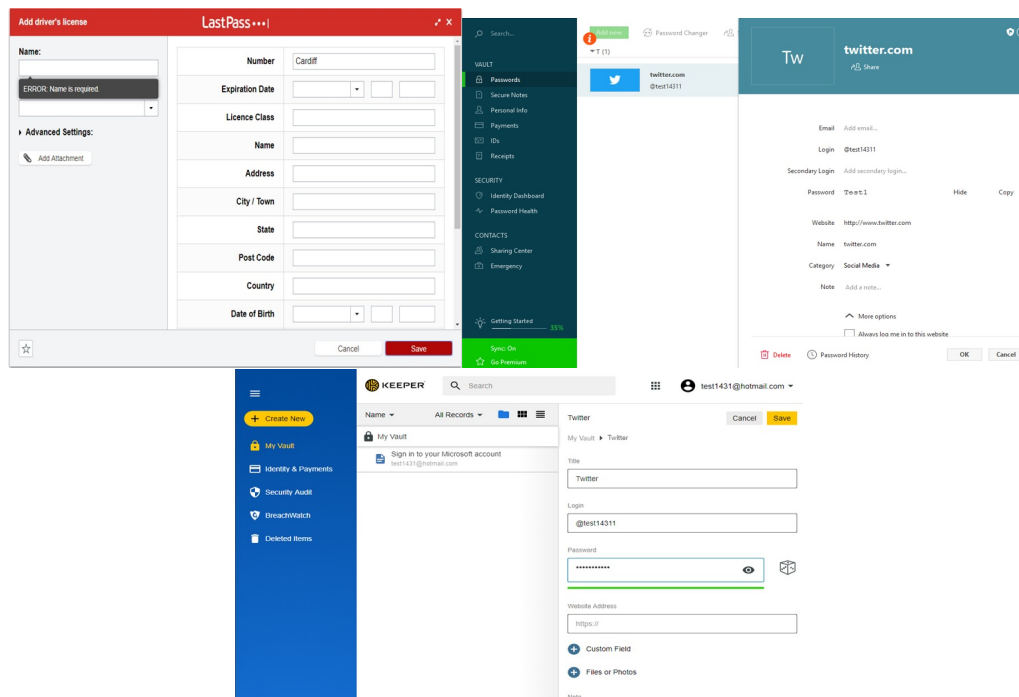 Add driver's license
LastPass
Name:
ERROR: Name is required.
Advanced Settings:
Add Attachment
Number Cardiff
Expiration Date
Licence Class
Name
Address
City / Town
State
Post Code
Country
Date of Birth
Cancel Save
Search...
VAULT
Passwords
Secure Notes
Personal Info
Payments
IDs
Receipts
SECURITY
Identity Dashboard
Password Health
CONTACTS
Sharing Center
Emergency
Getting Started
35%
Sync: On
Go Premium
Add new Password Changer
T (1)
twitter.com
@test14311
Tw
twitter.com
Share
Email Add email...
Login @test14311
Secondary Login Add secondary login...
Password Test1 Hide Copy
Website http://www.twitter.com
Name twitter.com
Category Social Media
Note Add a note...
More options
Always log me in to this website
Delete Password History OK Cancel
Create New
My Vault
Identity & Payments
Security Audit
BreachWatch
Deleted Items
KEEPER Search test1431@hotmail.com
Name All Records
My Vault
Sign in to your Microsoft account
test1431@hotmail.com
Twitter Cancel Save
My Vault Twitter
Title
Twitter
Login
@test14311
Password
Website Address
https://
Custom Field
Files or Photos
Note